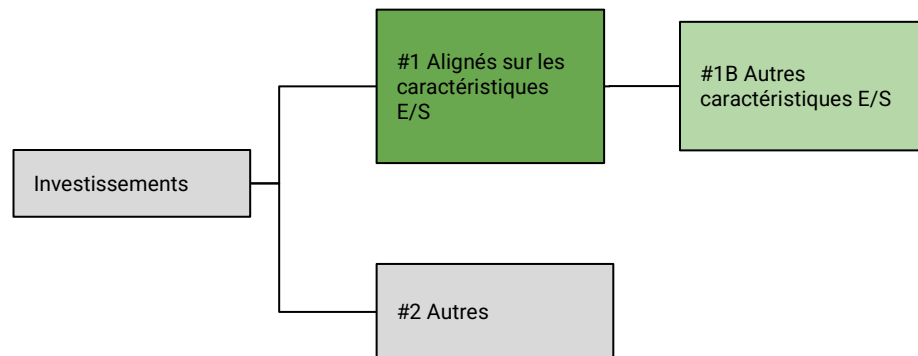 #1 Alignés sur les
caractéristiques
E/S
#1B Autres
caractéristiques E/S
Investissements
#2 Autres